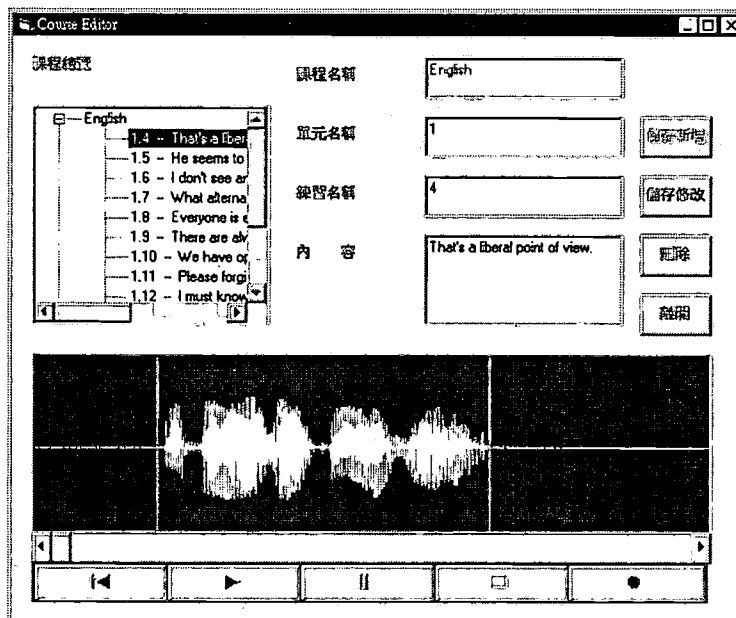 Course Editor
課程總覽
English
1.4 - That's a liber
1.5 - He seems to
1.6 - I don't see ar
1.7 - What alterna
1.8 - Everyone is e
1.9 - There are alv
1.10 - We have op
1.11 - Please forgi
1.12 - I must know
課程名稱
English
單元名稱
1
練習名稱
4
內 容
That's a liberal point of view.
儲存新增
儲存修改
刪除
離開